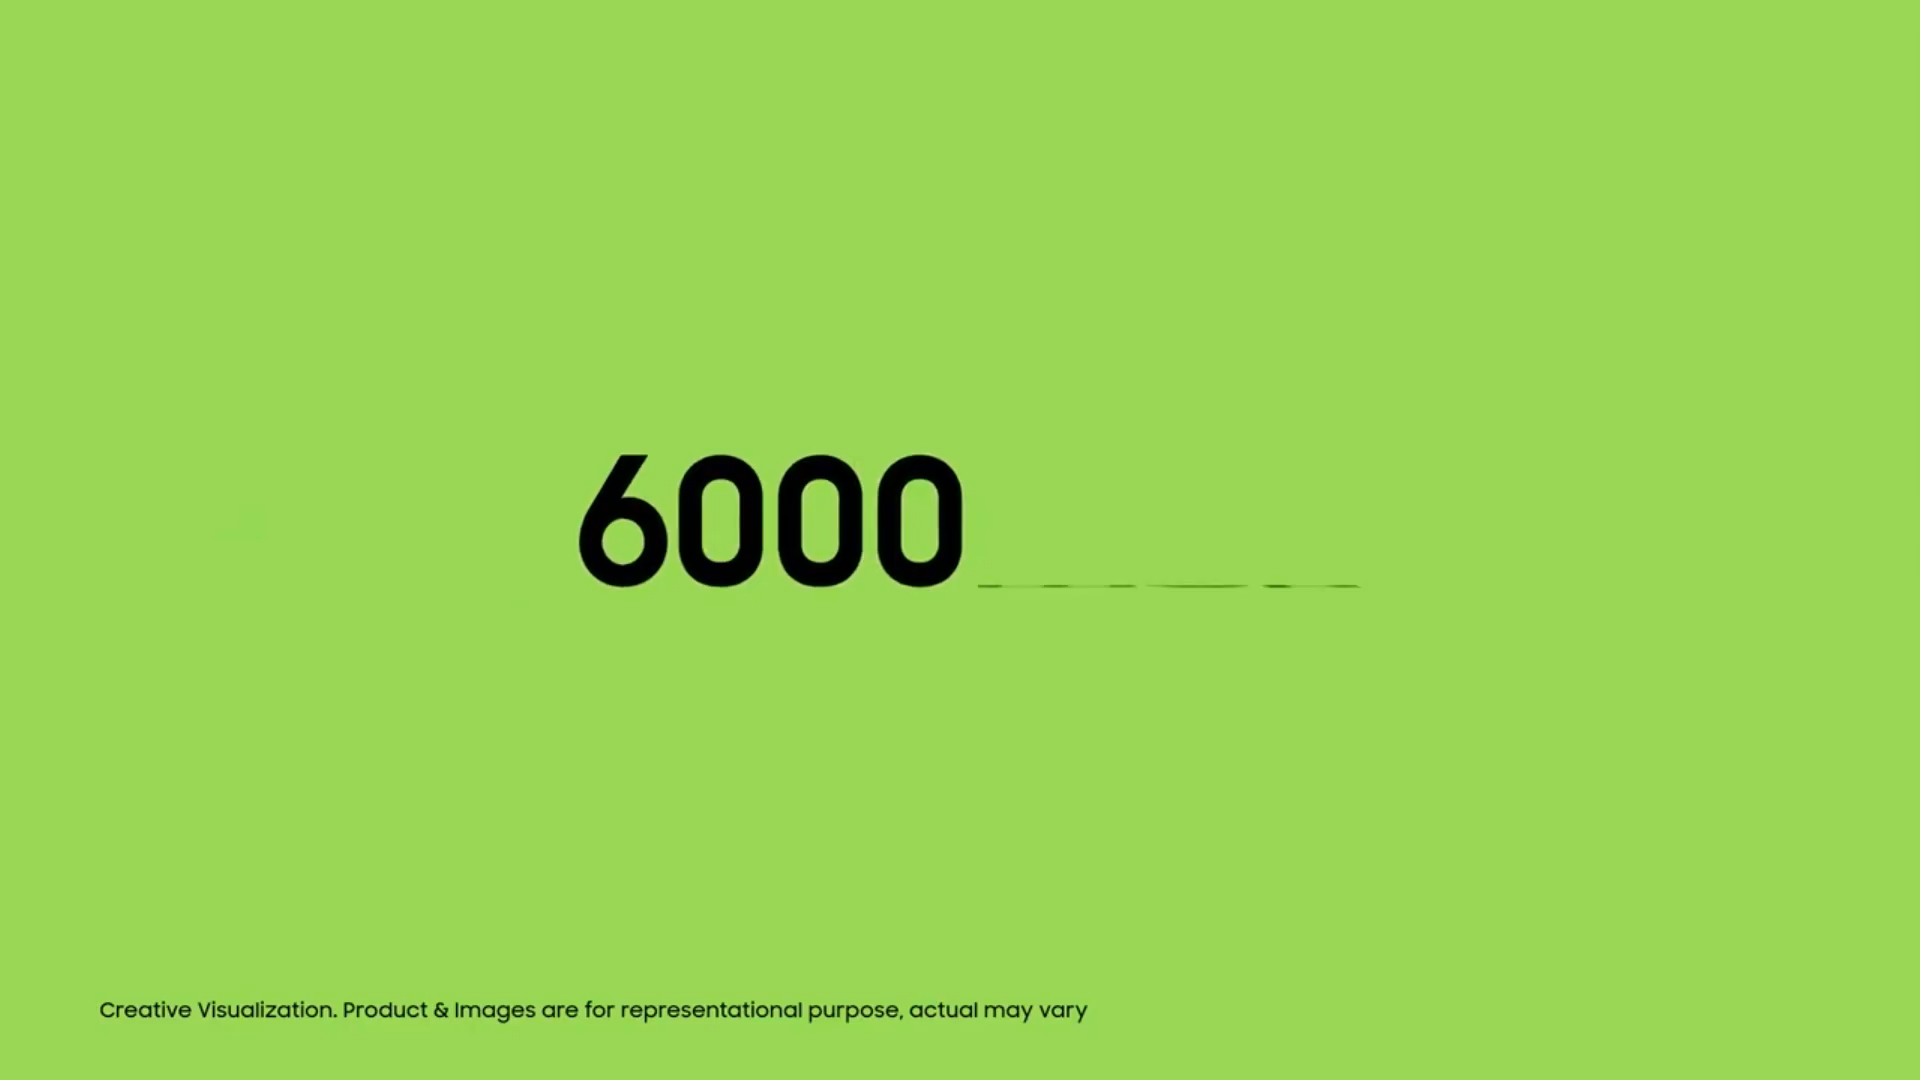 6000
Creative Visualization. Product & Images are for representational purpose, actual may vary